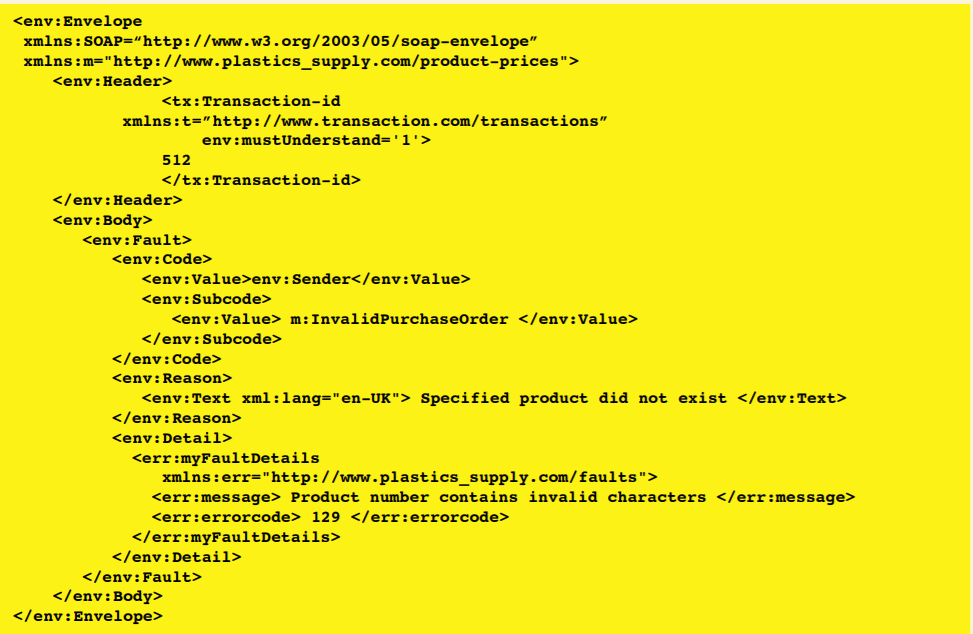 <env:Envelope
xmlns:SOAP=“http://www.w3.org/2003/05/soap-envelope”
xmlns:m="http://www.plastics_supply.com/product-prices">
<env:Header>
<tx:Transaction-id
xmlns:t=”http://www.transaction.com/transactions”
env:mustUnderstand='1'>
512
</tx:Transaction-id>
</env:Header>
<env:Body>
<env:Fault>
<env:Code>
<env:Value>env:Sender</env:Value>
<env:Subcode>
<env:Value> m:InvalidPurchaseOrder </env:Value>
</env:Subcode>
</env:Code>
<env:Reason>
<env:Text xml:lang="en-UK"> Specified product did not exist </env:Text>
</env:Reason>
<env:Detail>
<err:myFaultDetails
xmlns:err="http://www.plastics_supply.com/faults">
<err:message> Product number contains invalid characters </err:message>
<err:errorcode> 129 </err:errorcode>
</err:myFaultDetails>
</env:Detail>
</env:Fault>
</env:Body>
</env:Envelope>